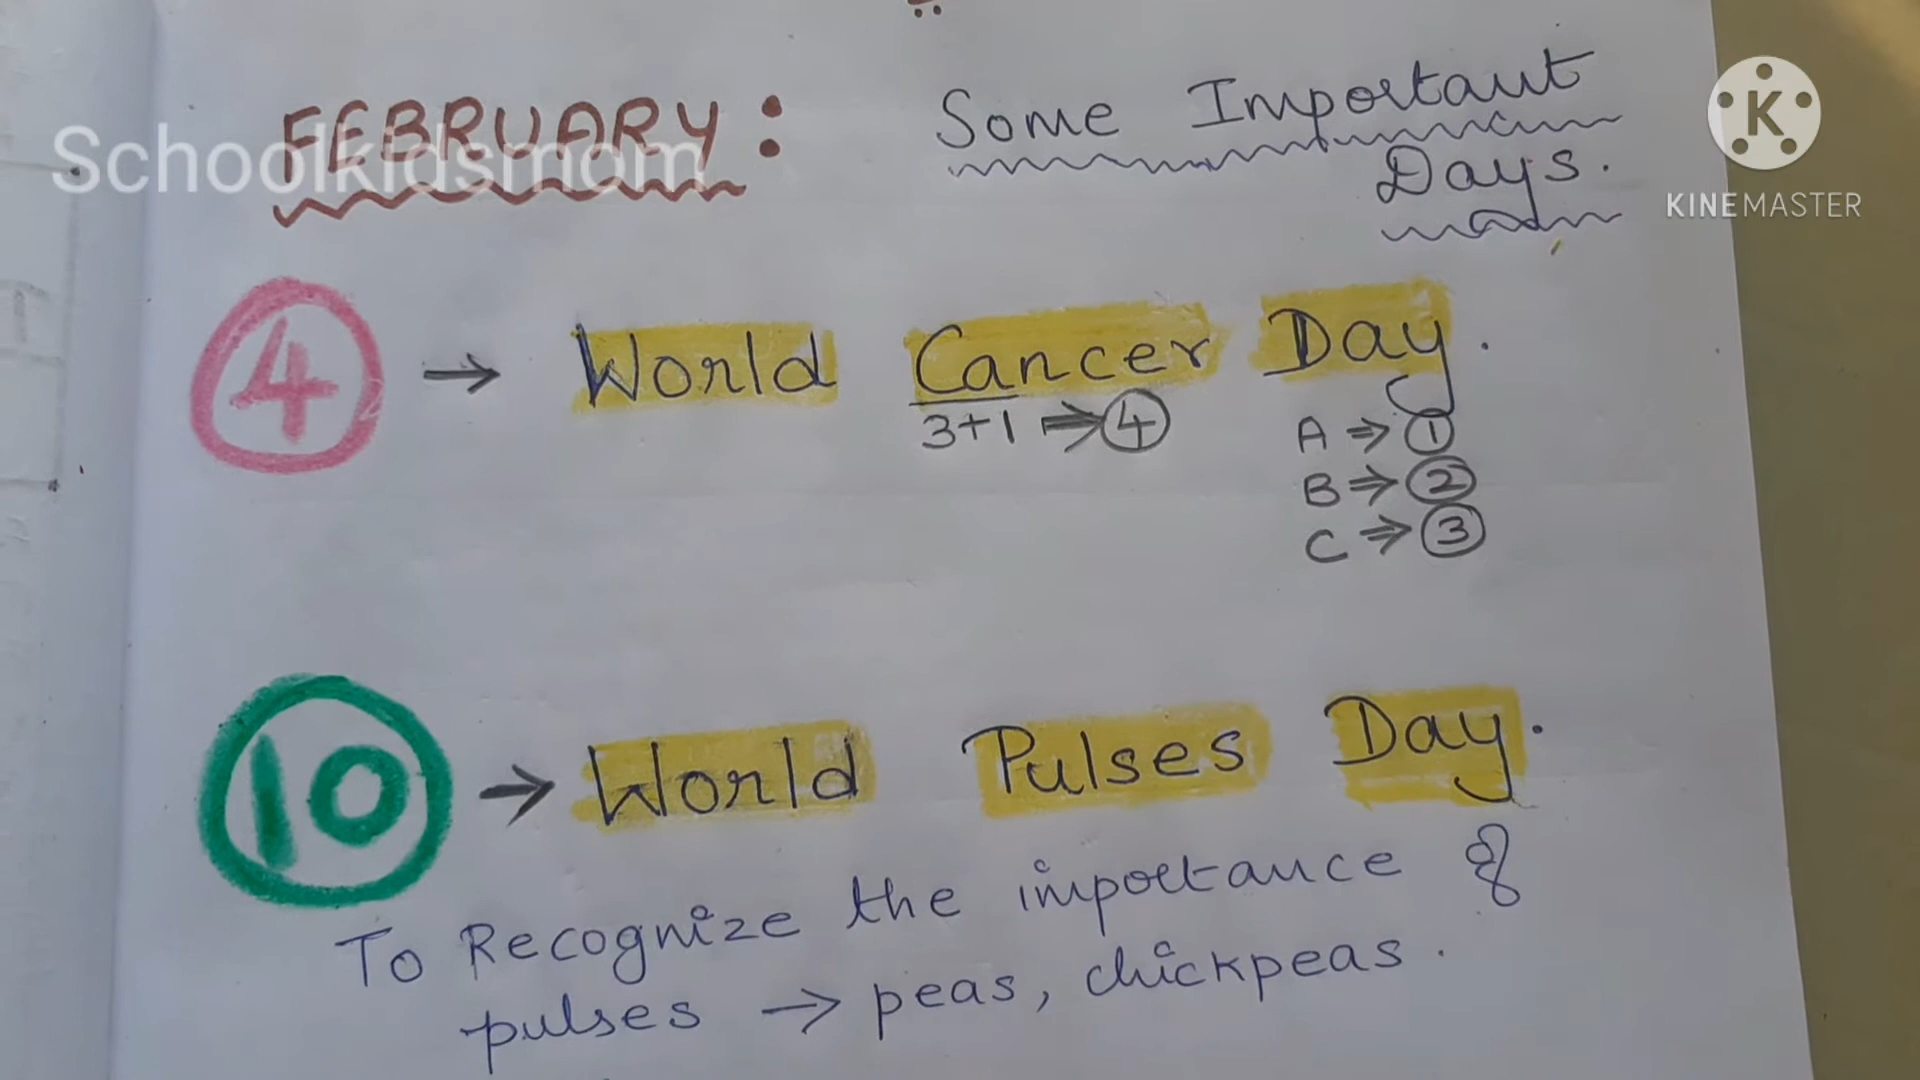 FEBRUARY : Some Important
Days.
Schoolkidsmom
K
KINEMASTER
4 → World Cancer Day.
3+1 ⇒ 4
A ⇒ 1
B ⇒ 2
C ⇒ 3
10 → World Pulses Day.
To Recognize the importance of
pulses → peas, chickpeas.